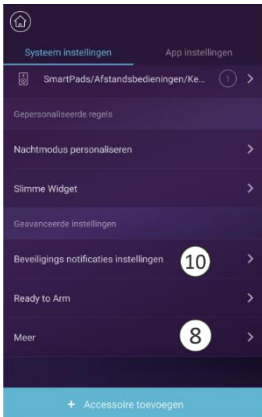 Systeem instellingen
App instellingen
SmartPads/Afstandsbedieningen/Ke...
1
Gepersonaliseerde regels
Nachtmodus personaliseren
Slimme Widget
Geavanceerde instellingen
Beveiligings notificaties instellingen
10
Ready to Arm
Meer
8
+ Accessoire toevoegen